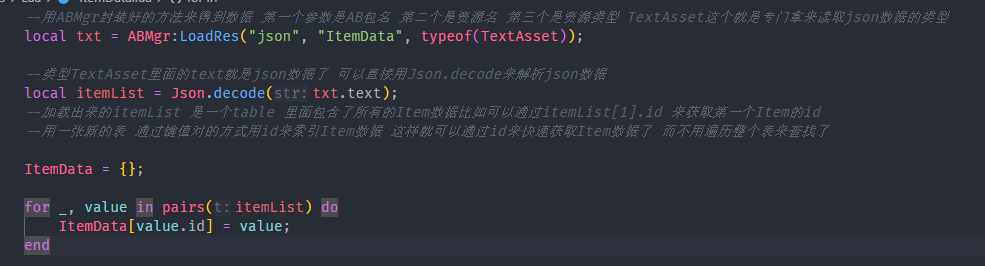 --用ABMgr封装好的方法来得到数据 第一个参数是AB包名 第二个是资源名 第三个是资源类型 TextAsset这个就是专门拿来读取json数据的类型
local txt = ABMgr:LoadRes("json", "ItemData", typeof(TextAsset));
--类型TextAsset里面的text就是json数据了 可以直接用Json.decode来解析json数据
local itemList = Json.decode(str:txt.text);
--加载出来的itemList 是一个table 里面包含了所有的Item数据比如可以通过itemList[1].id 来获取第一个Item的id
--用一张新的表 通过键值对的方式用id来索引Item数据 这样就可以通过id来快速获取Item数据了 而不用遍历整个表来查找了
ItemData = {};
for _, value in pairs(t:itemList) do
ItemData[value.id] = value;
end